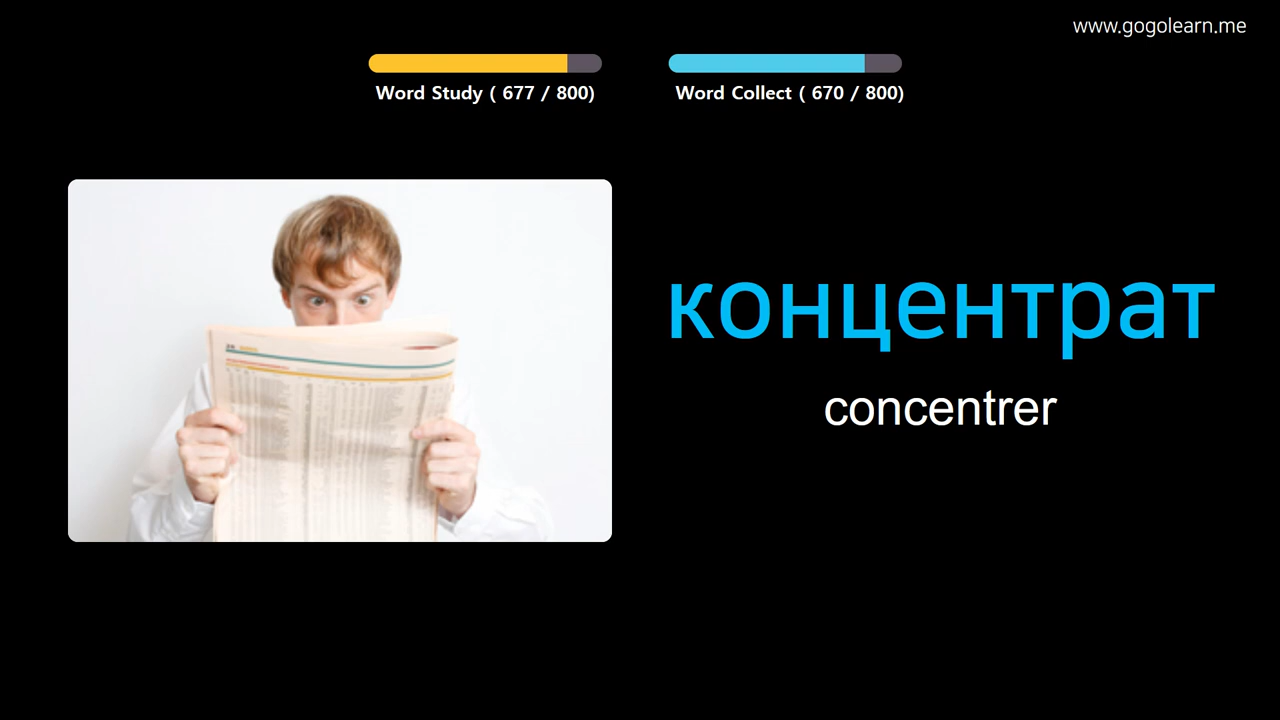 www.gogolearn.me
Word Study ( 677 / 800)
Word Collect ( 670 / 800)
концентрат
concentrer